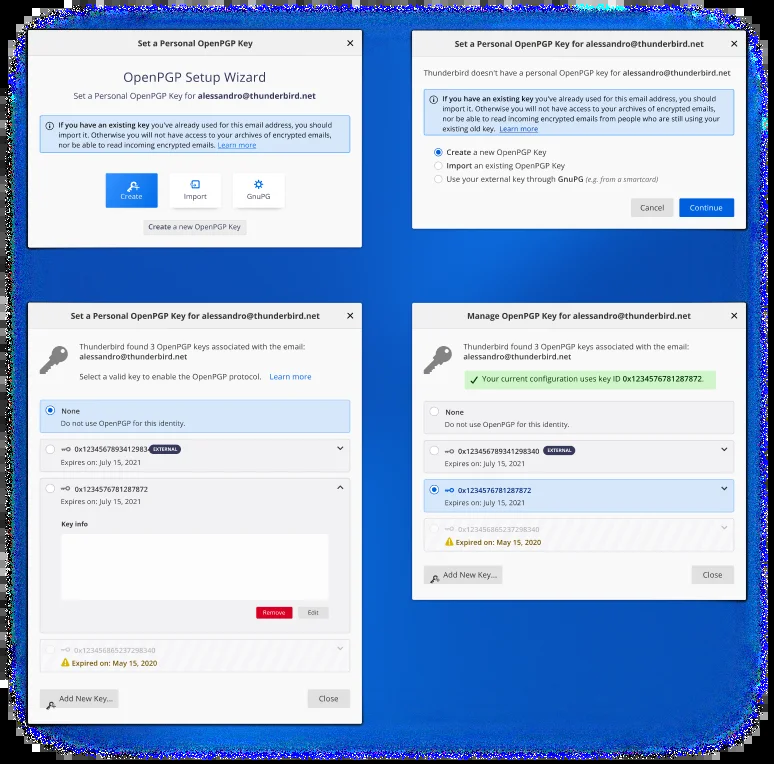 Set a Personal OpenPGP Key
OpenPGP Setup Wizard
Set a Personal OpenPGP Key for alessandro@thunderbird.net
If you have an existing key you've already used for this email address, you should
import it. Otherwise you will not have access to your archives of encrypted emails,
nor be able to read incoming encrypted emails. Learn more
Create
Import
GnuPG
Create a new OpenPGP Key
Set a Personal OpenPGP Key for alessandro@thunderbird.net
Thunderbird doesn't have a personal OpenPGP key for alessandro@thunderbird.net
If you have an existing key you've already used for this email address, you should
import it. Otherwise you will not have access to your archives of encrypted emails,
nor be able to read incoming encrypted emails from people who are still using your
existing old key. Learn more
Create a new OpenPGP Key
Import an existing OpenPGP Key
Use your external key through GnuPG (e.g. from a smartcard)
Cancel
Continue
Set a Personal OpenPGP Key for alessandro@thunderbird.net
Thunderbird found 3 OpenPGP keys associated with the email:
alessandro@thunderbird.net
Select a valid key to enable the OpenPGP protocol. Learn more
None
Do not use OpenPGP for this identity.
0x1234567893412983 EXTERNAL
Expires on: July 15, 2021
0x1234576781287872
Expires on: July 15, 2021
Key info
Remove
Edit
0x123456865237298340
Expired on: May 15, 2020
Add New Key...
Close
Manage OpenPGP Key for alessandro@thunderbird.net
Thunderbird found 3 OpenPGP keys associated with the email:
alessandro@thunderbird.net
Your current configuration uses key ID 0x1234576781287872.
None
Do not use OpenPGP for this identity.
0x123456789341298340 EXTERNAL
Expires on: July 15, 2021
0x1234576781287872
Expires on: July 15, 2021
0x123456865237298340
Expired on: May 15, 2020
Add New Key...
Close